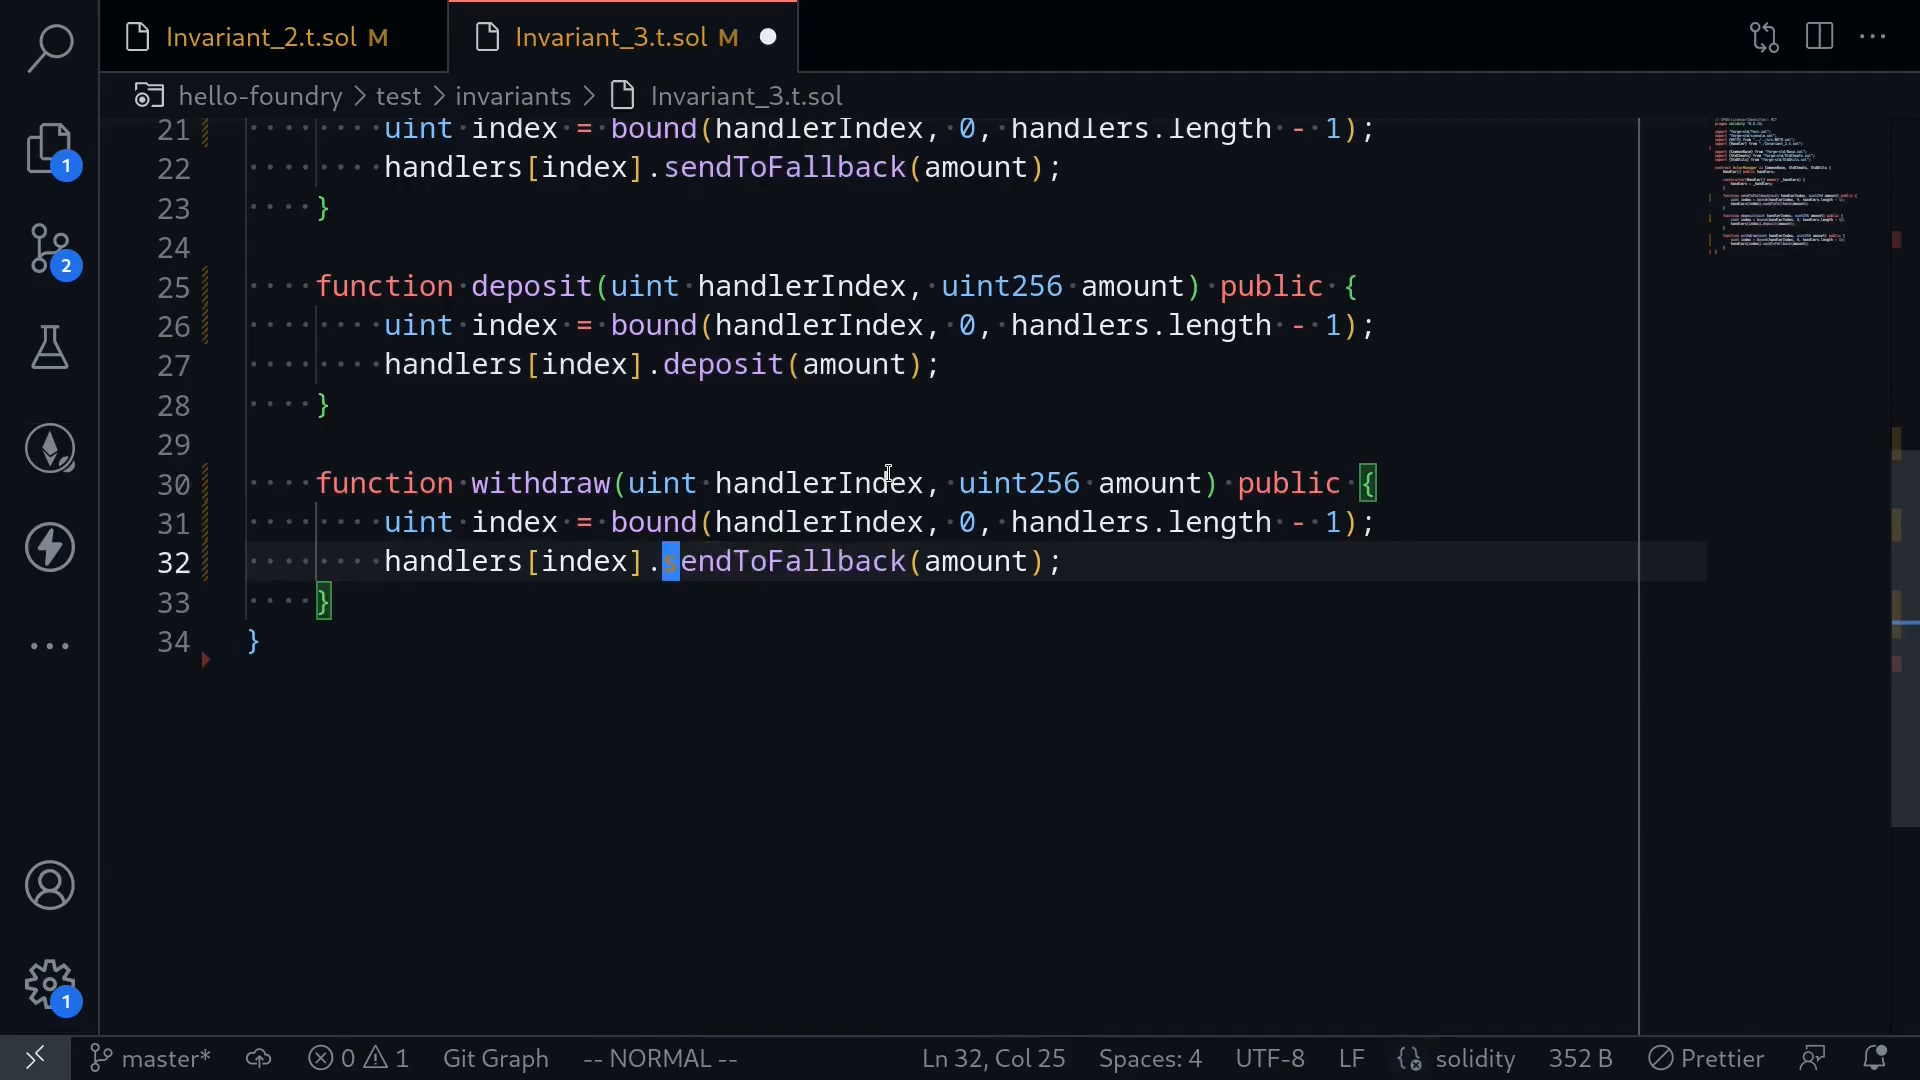 Invariant_2.t.sol M
Invariant_3.t.sol M
hello-foundry > test > invariants > Invariant_3.t.sol
21 uint index = bound(handlerIndex, 0, handlers.length - 1);
22 handlers[index].sendToFallback(amount);
23 }
24
25 function deposit(uint handlerIndex, uint256 amount) public {
26 uint index = bound(handlerIndex, 0, handlers.length - 1);
27 handlers[index].deposit(amount);
28 }
29
30 function withdraw(uint handlerIndex, uint256 amount) public {
31 uint index = bound(handlerIndex, 0, handlers.length - 1);
32 handlers[index].sendToFallback(amount);
33 }
34 }
1
2
1
master* 0 1 Git Graph -- NORMAL -- Ln 32, Col 25 Spaces: 4 UTF-8 LF solidity 352 B Prettier